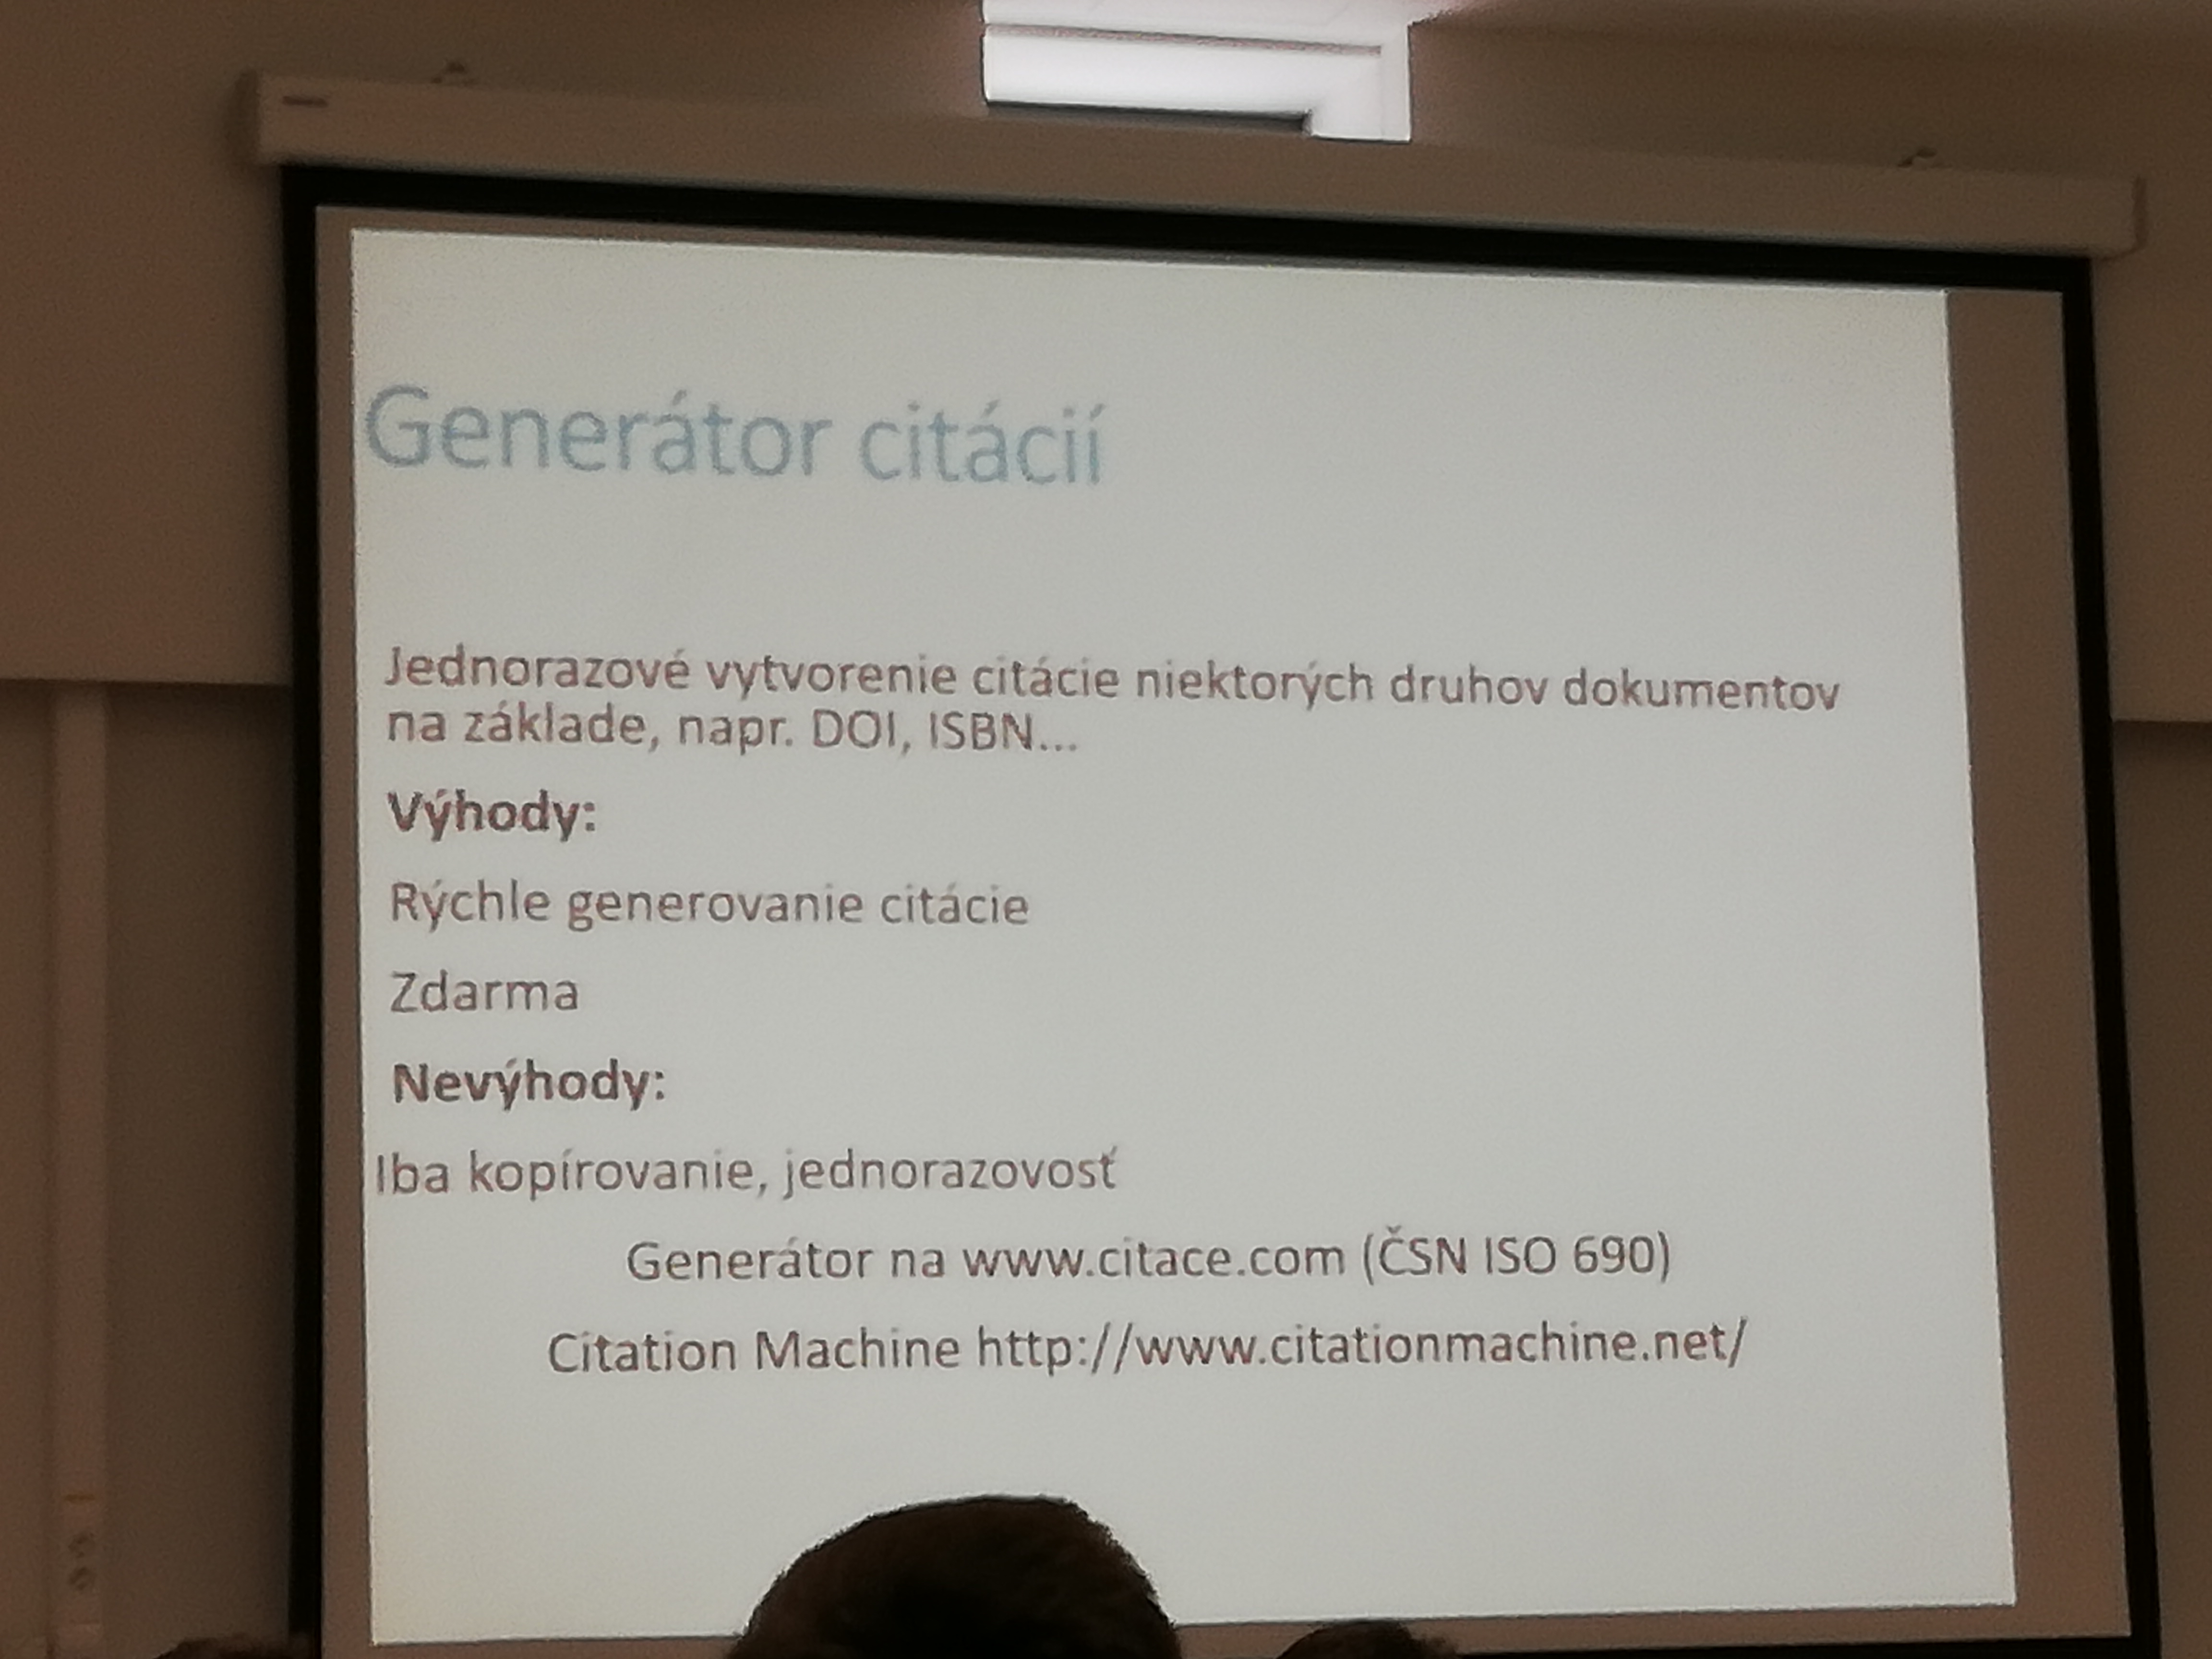 Generátor citácií
Jednorazové vytvorenie citácie niektorých druhov dokumentov
na základe, napr. DOI, ISBN...
Výhody:
Rýchle generovanie citácie
Zdarma
Nevýhody:
Iba kopírovanie, jednorazovosť
Generátor na www.citace.com (ČSN ISO 690)
Citation Machine http://www.citationmachine.net/